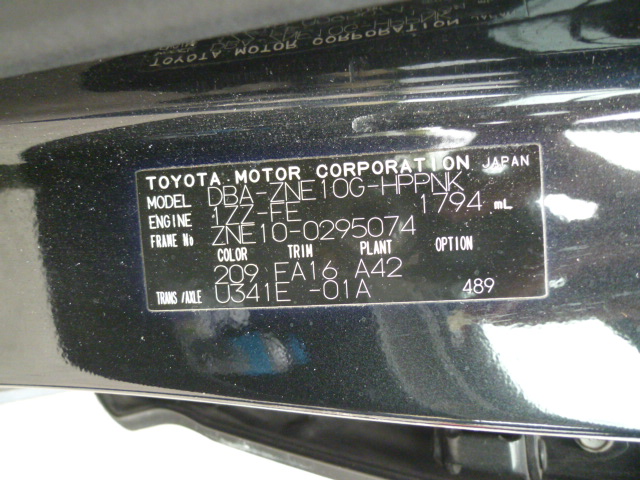 TOYOTA MOTOR CORPORATION JAPAN
MODEL DBA-ZNE10G-HPPNK
ENGINE 1ZZ-FE 1794 mL
FRAME No ZNE10-0295074
COLOR TRIM PLANT OPTION
209 FA16 A42
TRANS/AXLE U341E -01A 489